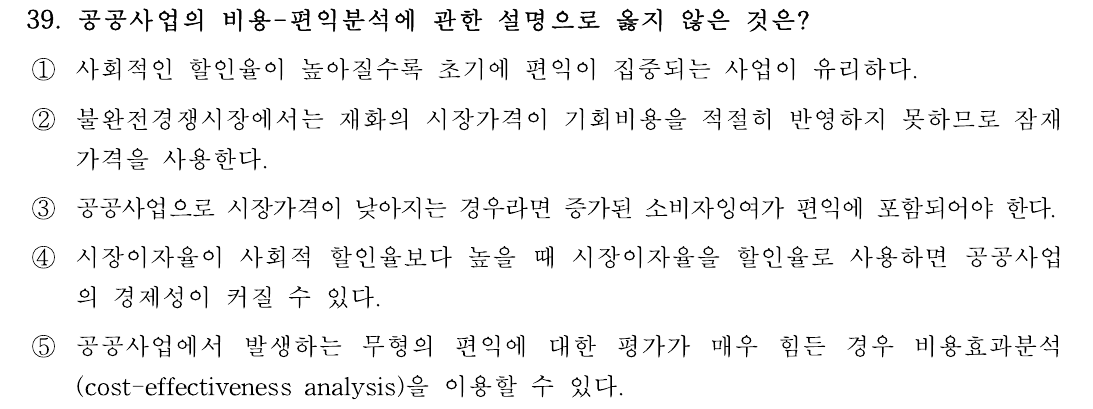 39. 공공사업의 비용-편익분석에 관한 설명으로 옳지 않은 것은?
① 사회적인 할인율이 높아질수록 초기에 편익이 집중되는 사업이 유리하다.
② 불완전경쟁시장에서는 재화의 시장가격이 기회비용을 적절히 반영하지 못하므로 잠재
가격을 사용한다.
③ 공공사업으로 시장가격이 낮아지는 경우라면 증가된 소비자잉여가 편익에 포함되어야 한다.
④ 시장이자율이 사회적 할인율보다 높을 때 시장이자율을 할인율로 사용하면 공공사업
의 경제성이 커질 수 있다.
⑤ 공공사업에서 발생하는 무형의 편익에 대한 평가가 매우 힘든 경우 비용효과분석
(cost-effectiveness analysis)을 이용할 수 있다.